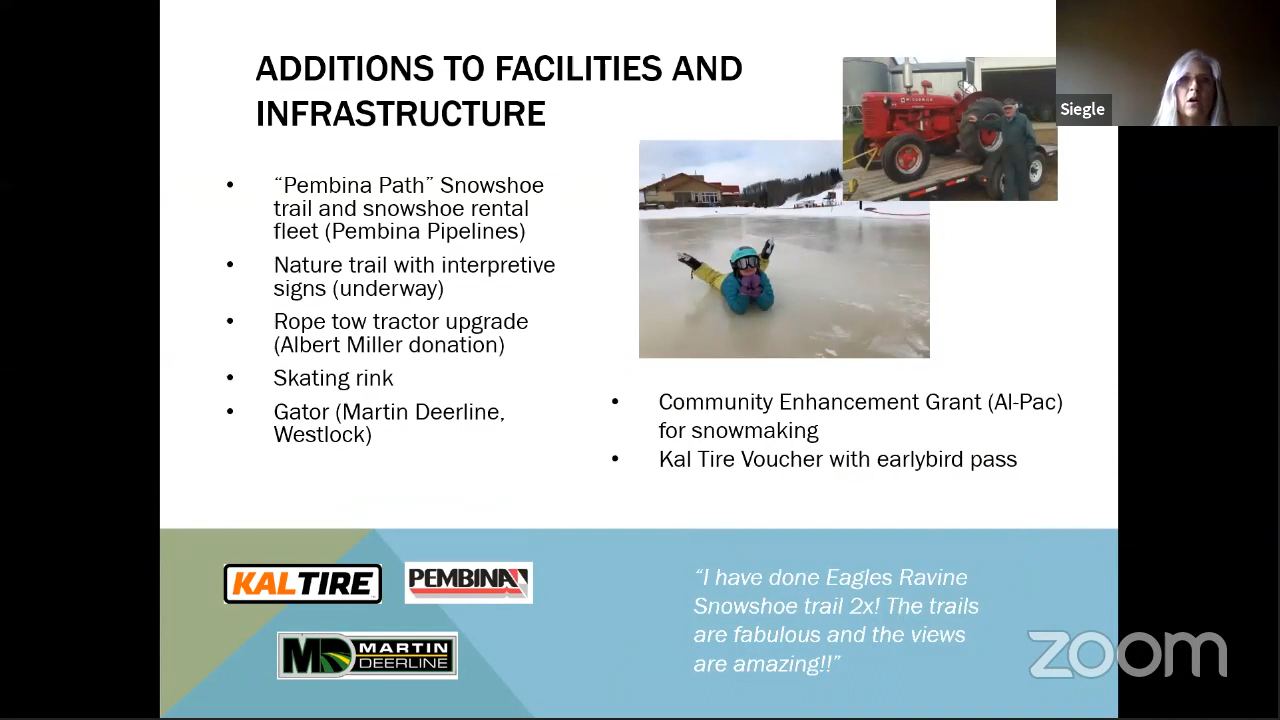 ADDITIONS TO FACILITIES AND
INFRASTRUCTURE
Siegle
• “Pembina Path” Snowshoe
trail and snowshoe rental
fleet (Pembina Pipelines)
• Nature trail with interpretive
signs (underway)
• Rope tow tractor upgrade
(Albert Miller donation)
• Skating rink
• Gator (Martin Deerline,
Westlock)
• Community Enhancement Grant (Al-Pac)
for snowmaking
• Kal Tire Voucher with earlybird pass
KAL TIRE
PEMBINA
MD MARTIN
DEERLINE
“I have done Eagles Ravine
Snowshoe trail 2x! The trails
are fabulous and the views
are amazing!!”
zoom